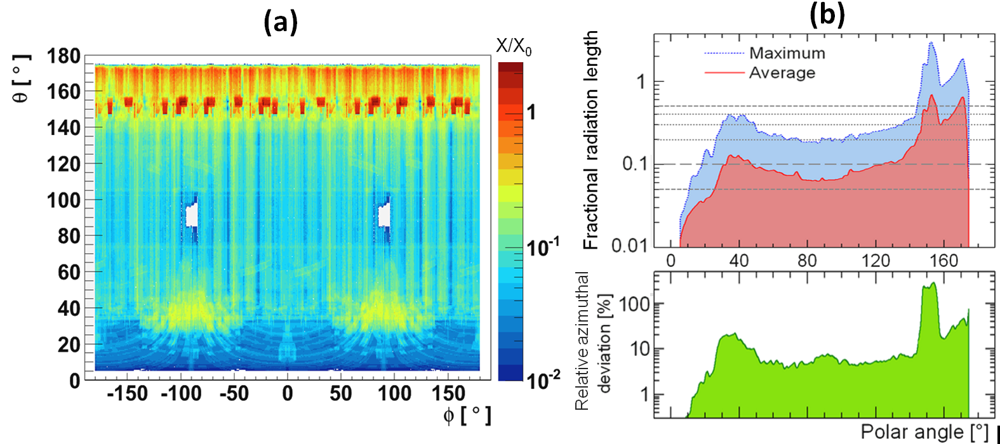 (a)
X/X0
θ [ ° ]
180
160
140
120
100
80
60
40
20
0
-150 -100 -50 0 50 100 150
ϕ [ ° ]
1
10-1
10-2
(b)
Fractional radiation length
Maximum
Average
1
0.1
0.01
0 40 80 120 160
Relative azimuthal
deviation [%]
100
10
1
Polar angle [°]